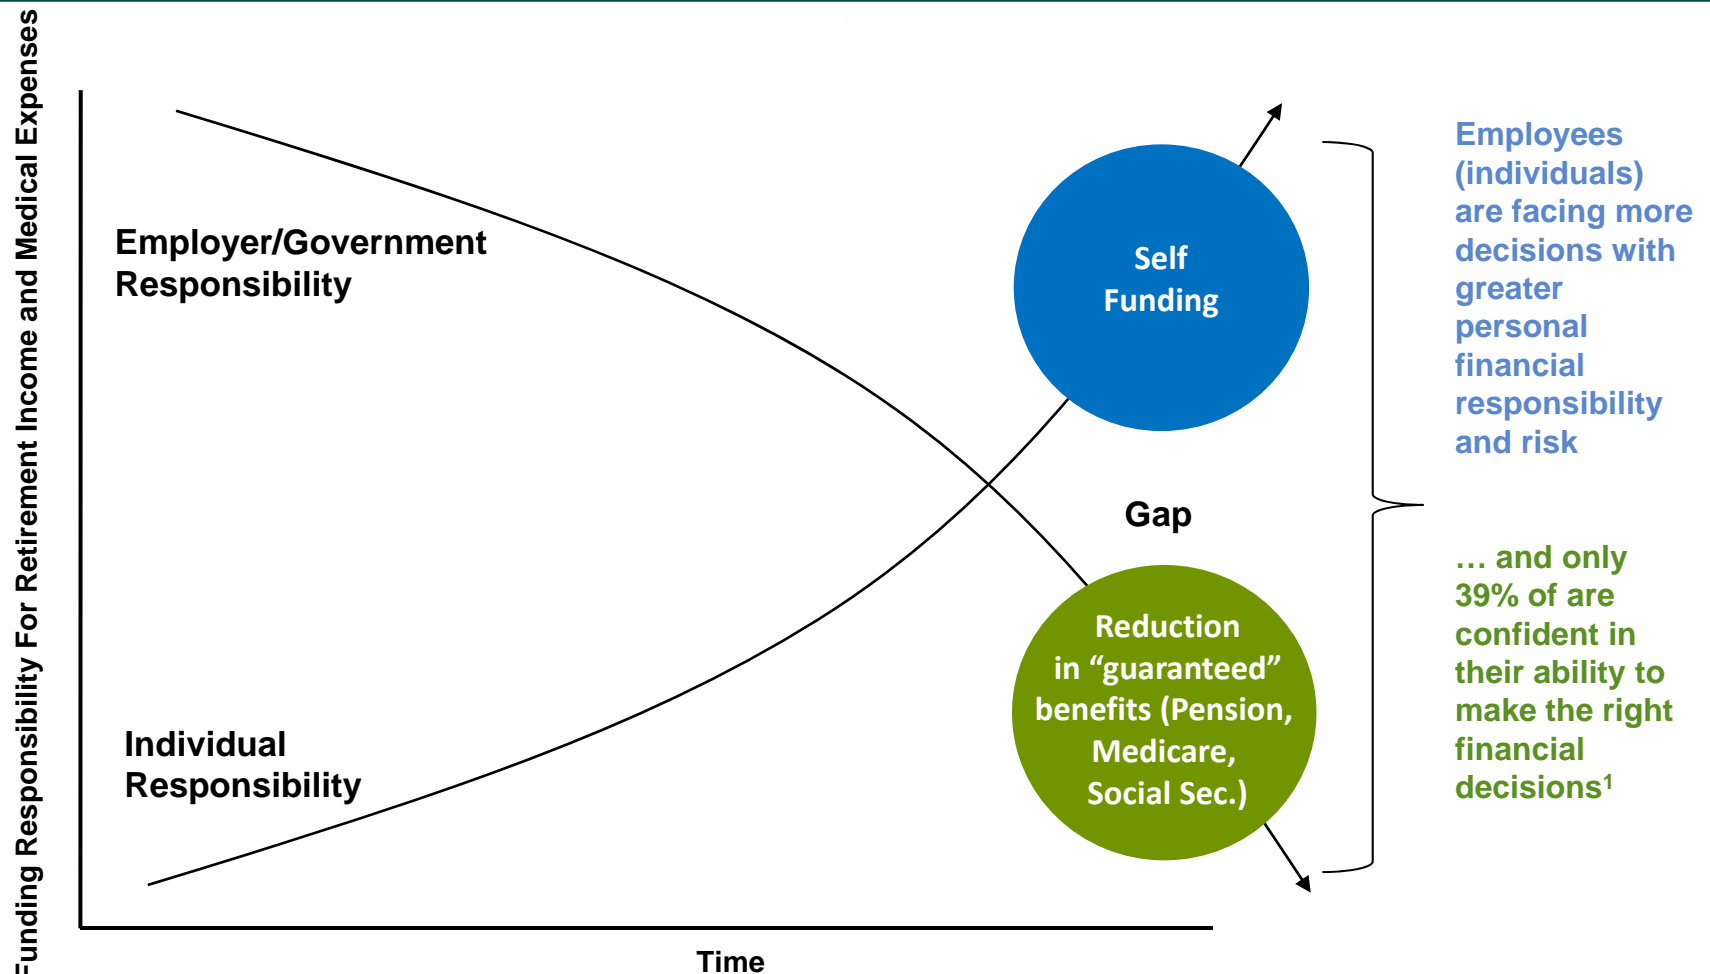 Funding Responsibility For Retirement Income and Medical Expenses
Employer/Government
Responsibility
Individual
Responsibility
Self
Funding
Gap
Reduction
in “guaranteed”
benefits (Pension,
Medicare,
Social Sec.)
Time
Employees
(individuals)
are facing more
decisions with
greater
personal
financial
responsibility
and risk
… and only
39% of are
confident in
their ability to
make the right
financial
decisions¹